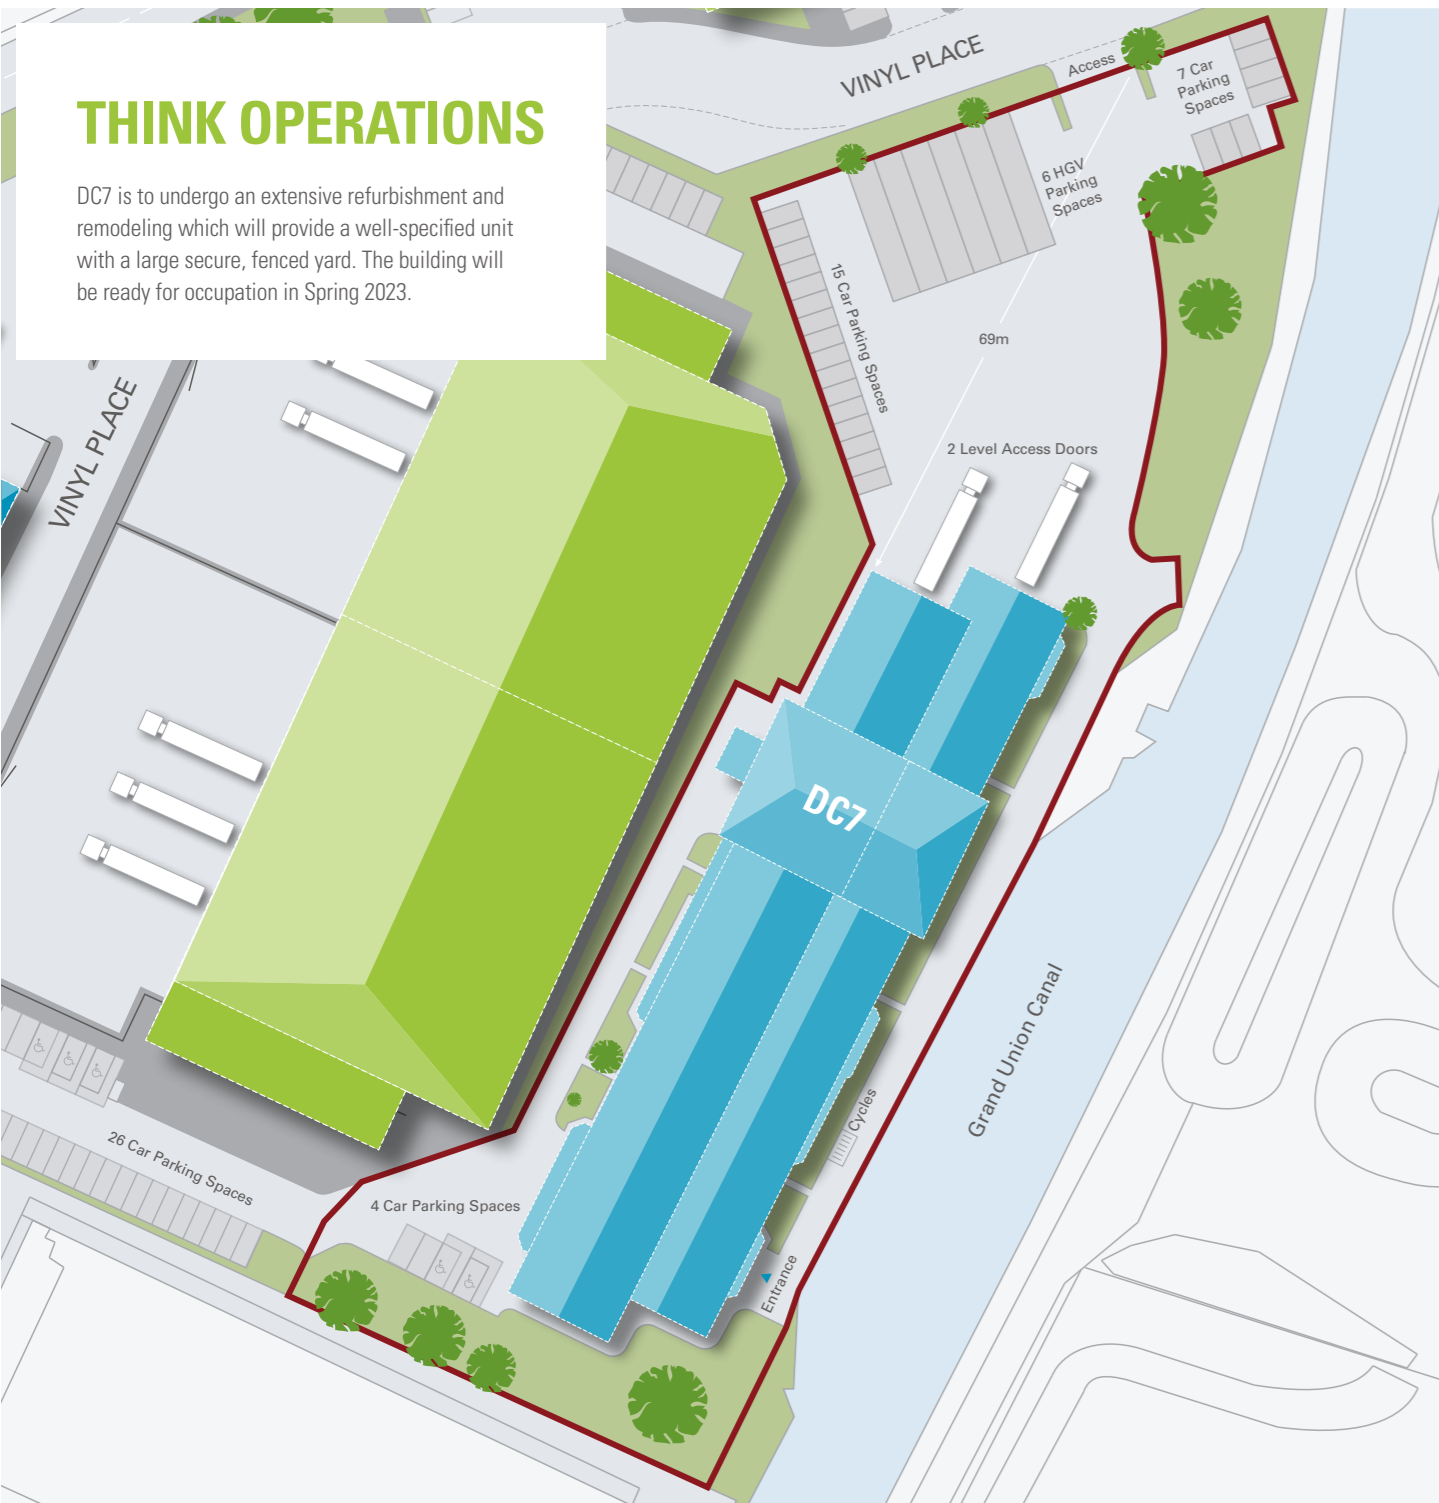 THINK OPERATIONS
DC7 is to undergo an extensive refurbishment and
remodeling which will provide a well-specified unit
with a large secure, fenced yard. The building will
be ready for occupation in Spring 2023.
VINYL PLACE
Access
7 Car
Parking
Spaces
6 HGV
Parking
Spaces
15 Car Parking Spaces
69m
VINYL PLACE
2 Level Access Doors
DC7
Grand Union Canal
Cycles
26 Car Parking Spaces
4 Car Parking Spaces
Entrance